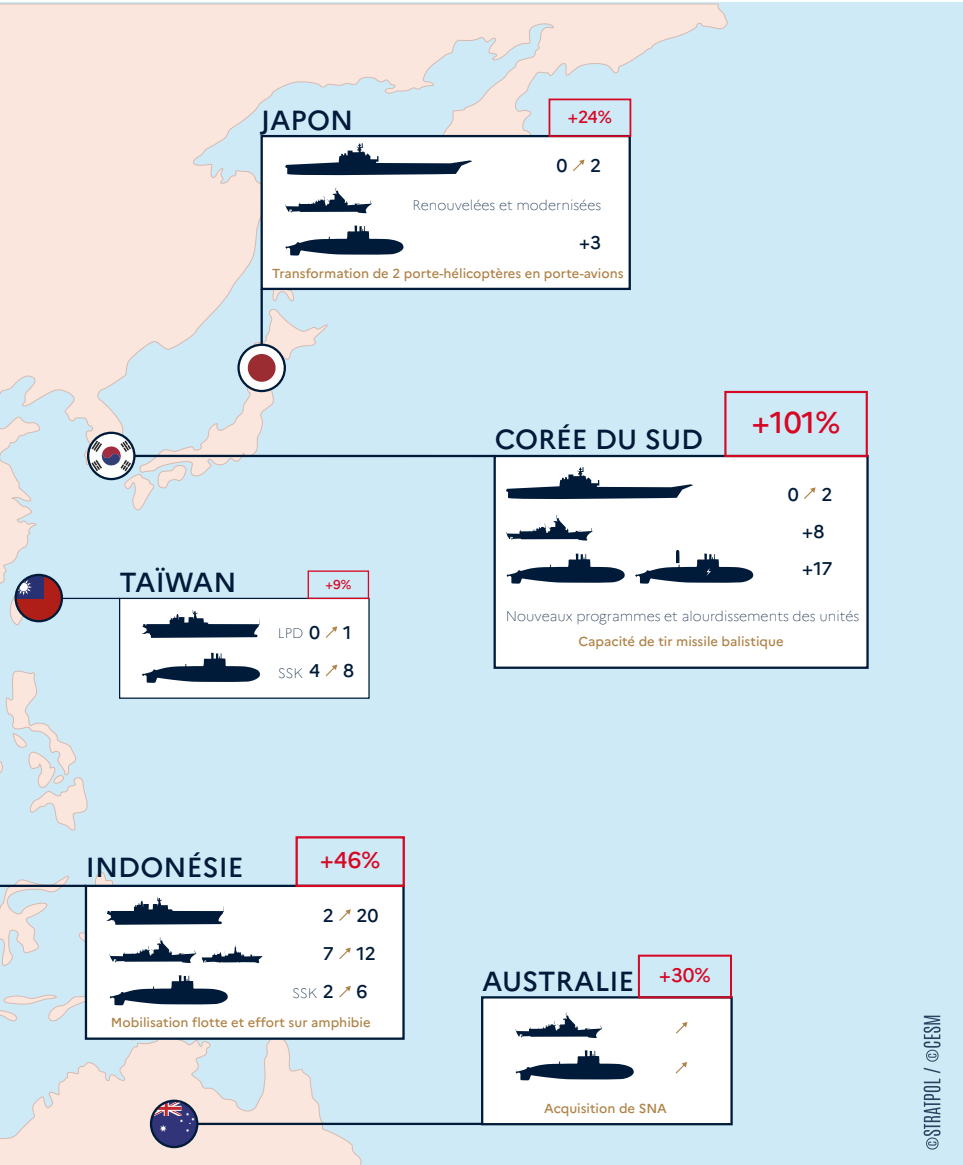 JAPON
+24%
0 ↗ 2
Renouvelées et modernisées
+3
Transformation de 2 porte-hélicoptères en porte-avions
CORÉE DU SUD
+101%
0 ↗ 2
+8
+17
Nouveaux programmes et alourdissements des unités
Capacité de tir missile balistique
TAÏWAN
+9%
LPD 0 ↗ 1
SSK 4 ↗ 8
INDONÉSIE
+46%
2 ↗ 20
7 ↗ 12
SSK 2 ↗ 6
Mobilisation flotte et effort sur amphibie
AUSTRALIE
+30%
↗
↗
Acquisition de SNA
©STRATPOL / ©CESM